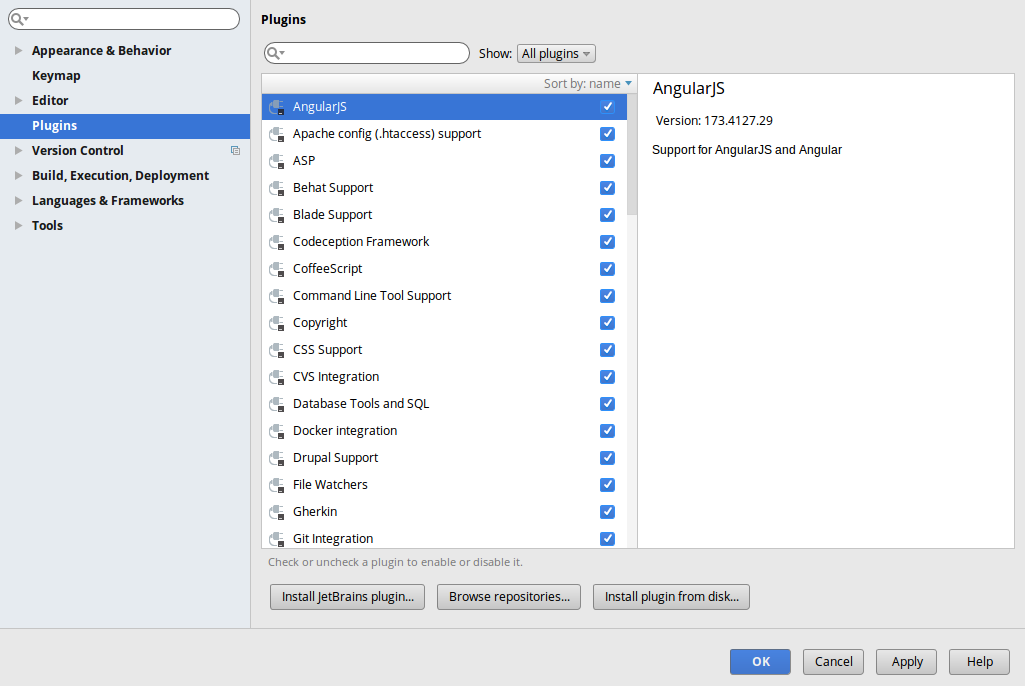 Appearance & Behavior
Keymap
Editor
Plugins
Version Control
Build, Execution, Deployment
Languages & Frameworks
Tools
Plugins
Show: All plugins
Sort by: name
AngularJS
Apache config (.htaccess) support
ASP
Behat Support
Blade Support
Codeception Framework
CoffeeScript
Command Line Tool Support
Copyright
CSS Support
CVS Integration
Database Tools and SQL
Docker integration
Drupal Support
File Watchers
Gherkin
Git Integration
AngularJS
Version: 173.4127.29
Support for AngularJS and Angular
Check or uncheck a plugin to enable or disable it.
Install JetBrains plugin... Browse repositories... Install plugin from disk...
OK Cancel Apply Help